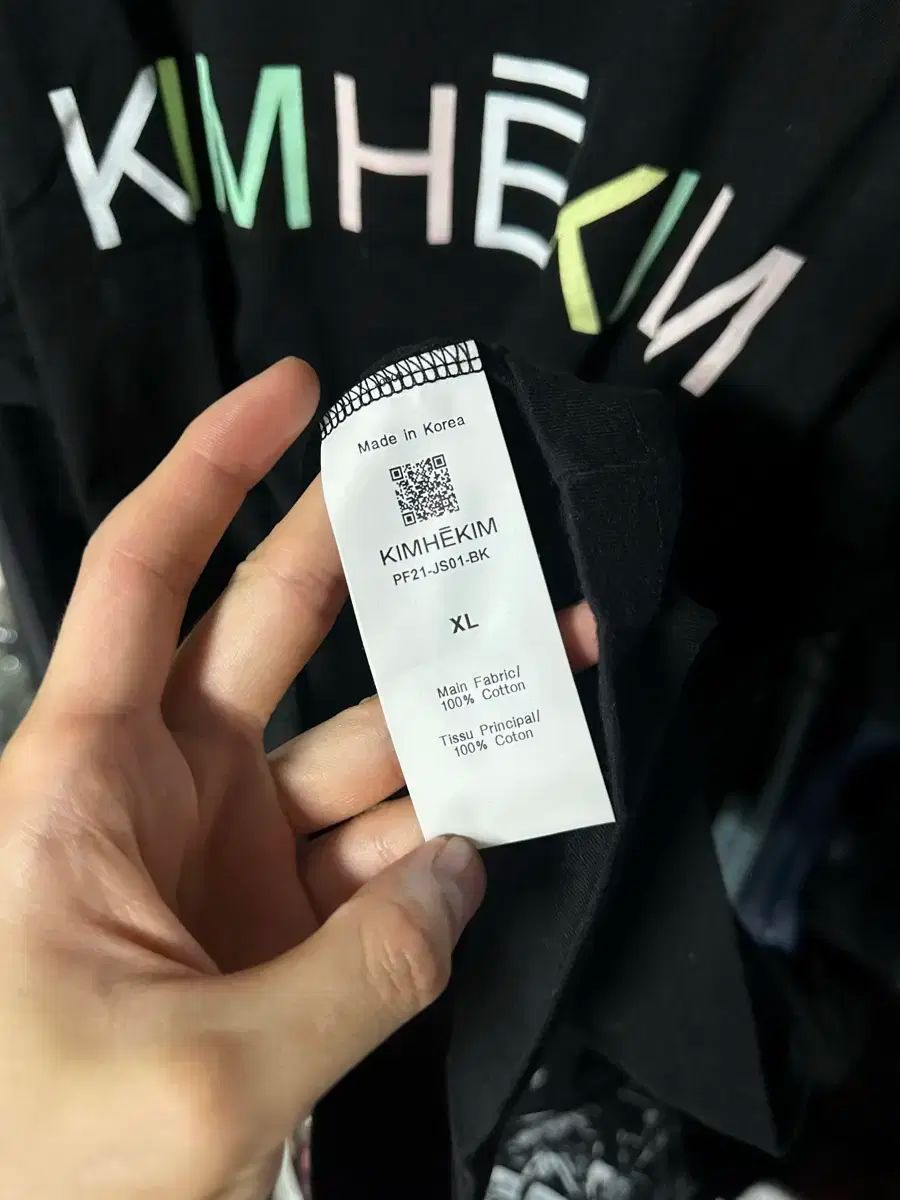 KIMHĒKIM
Made in Korea
KIMHĒKIM
PF21-JS01-BK
XL
Main Fabric/
100% Cotton
Tissu Principal/
100% Coton